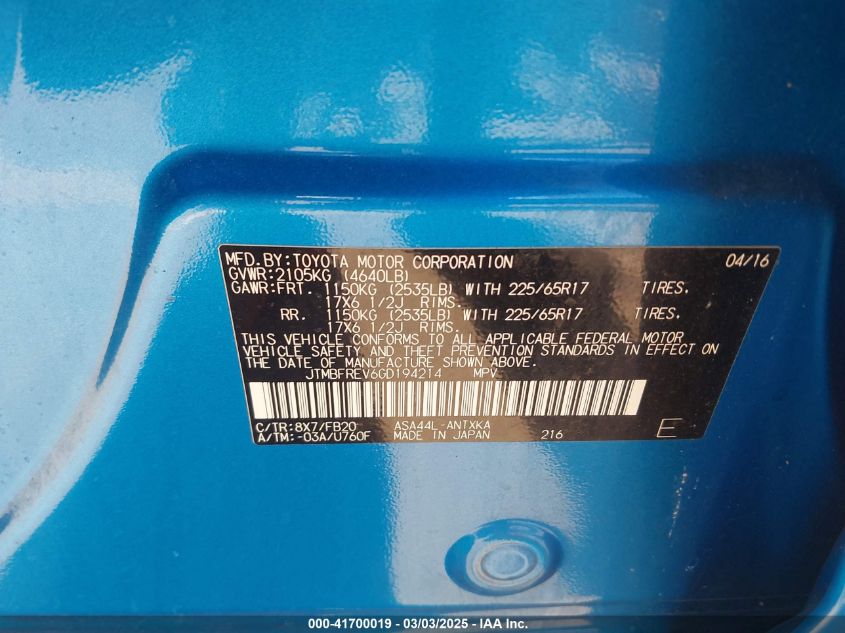 MFD.BY:TOYOTA MOTOR CORPORATION 04/16
GVWR:2105KG (4640LB)
GAWR:FRT. 1150KG (2535LB) WITH 225/65R17 TIRES.
17X6 1/2J RIMS.
RR. 1150KG (2535LB) WITH 225/65R17 TIRES.
17X6 1/2J RIMS.
THIS VEHICLE CONFORMS TO ALL APPLICABLE FEDERAL MOTOR
VEHICLE SAFETY AND THEFT PREVENTION STANDARDS IN EFFECT ON
THE DATE OF MANUFACTURE SHOWN ABOVE.
JTMBFREV6GD194214 MPV
C/TR:8X7/FB20 ASA44L-ANTXKA
A/TM:-03A/U760F MADE IN JAPAN 216 E
000-41700019 - 03/03/2025 - IAA Inc.